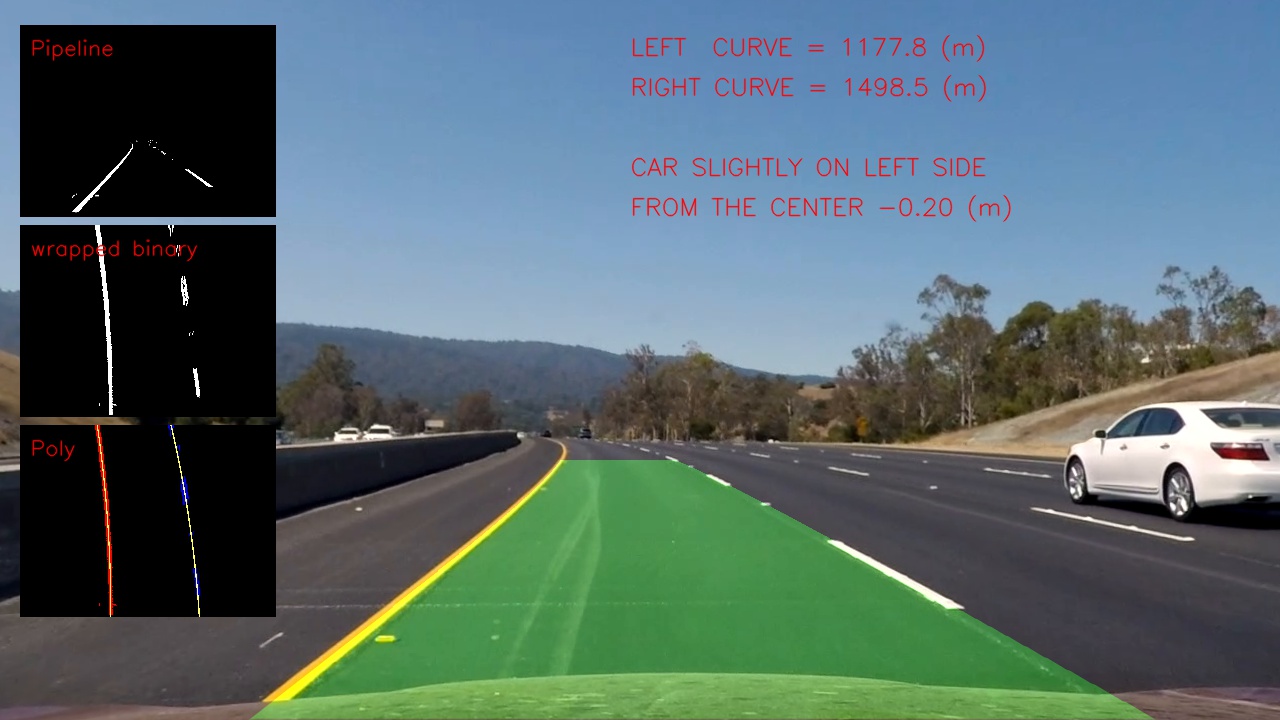 Pipeline
wrapped binary
Poly
LEFT CURVE = 1177.8 (m)
RIGHT CURVE = 1498.5 (m)
CAR SLIGHTLY ON LEFT SIDE
FROM THE CENTER -0.20 (m)